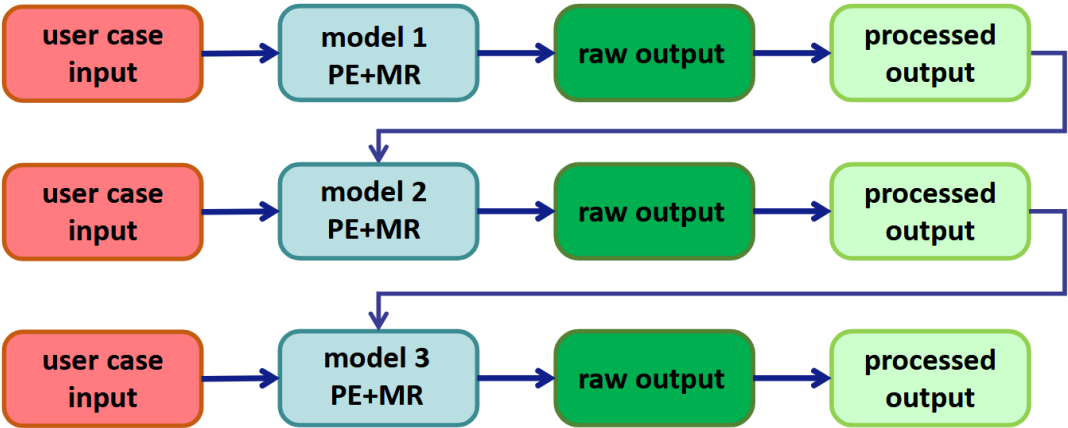 user case
input
model 1
PE+MR
raw output
processed
output
user case
input
model 2
PE+MR
raw output
processed
output
user case
input
model 3
PE+MR
raw output
processed
output